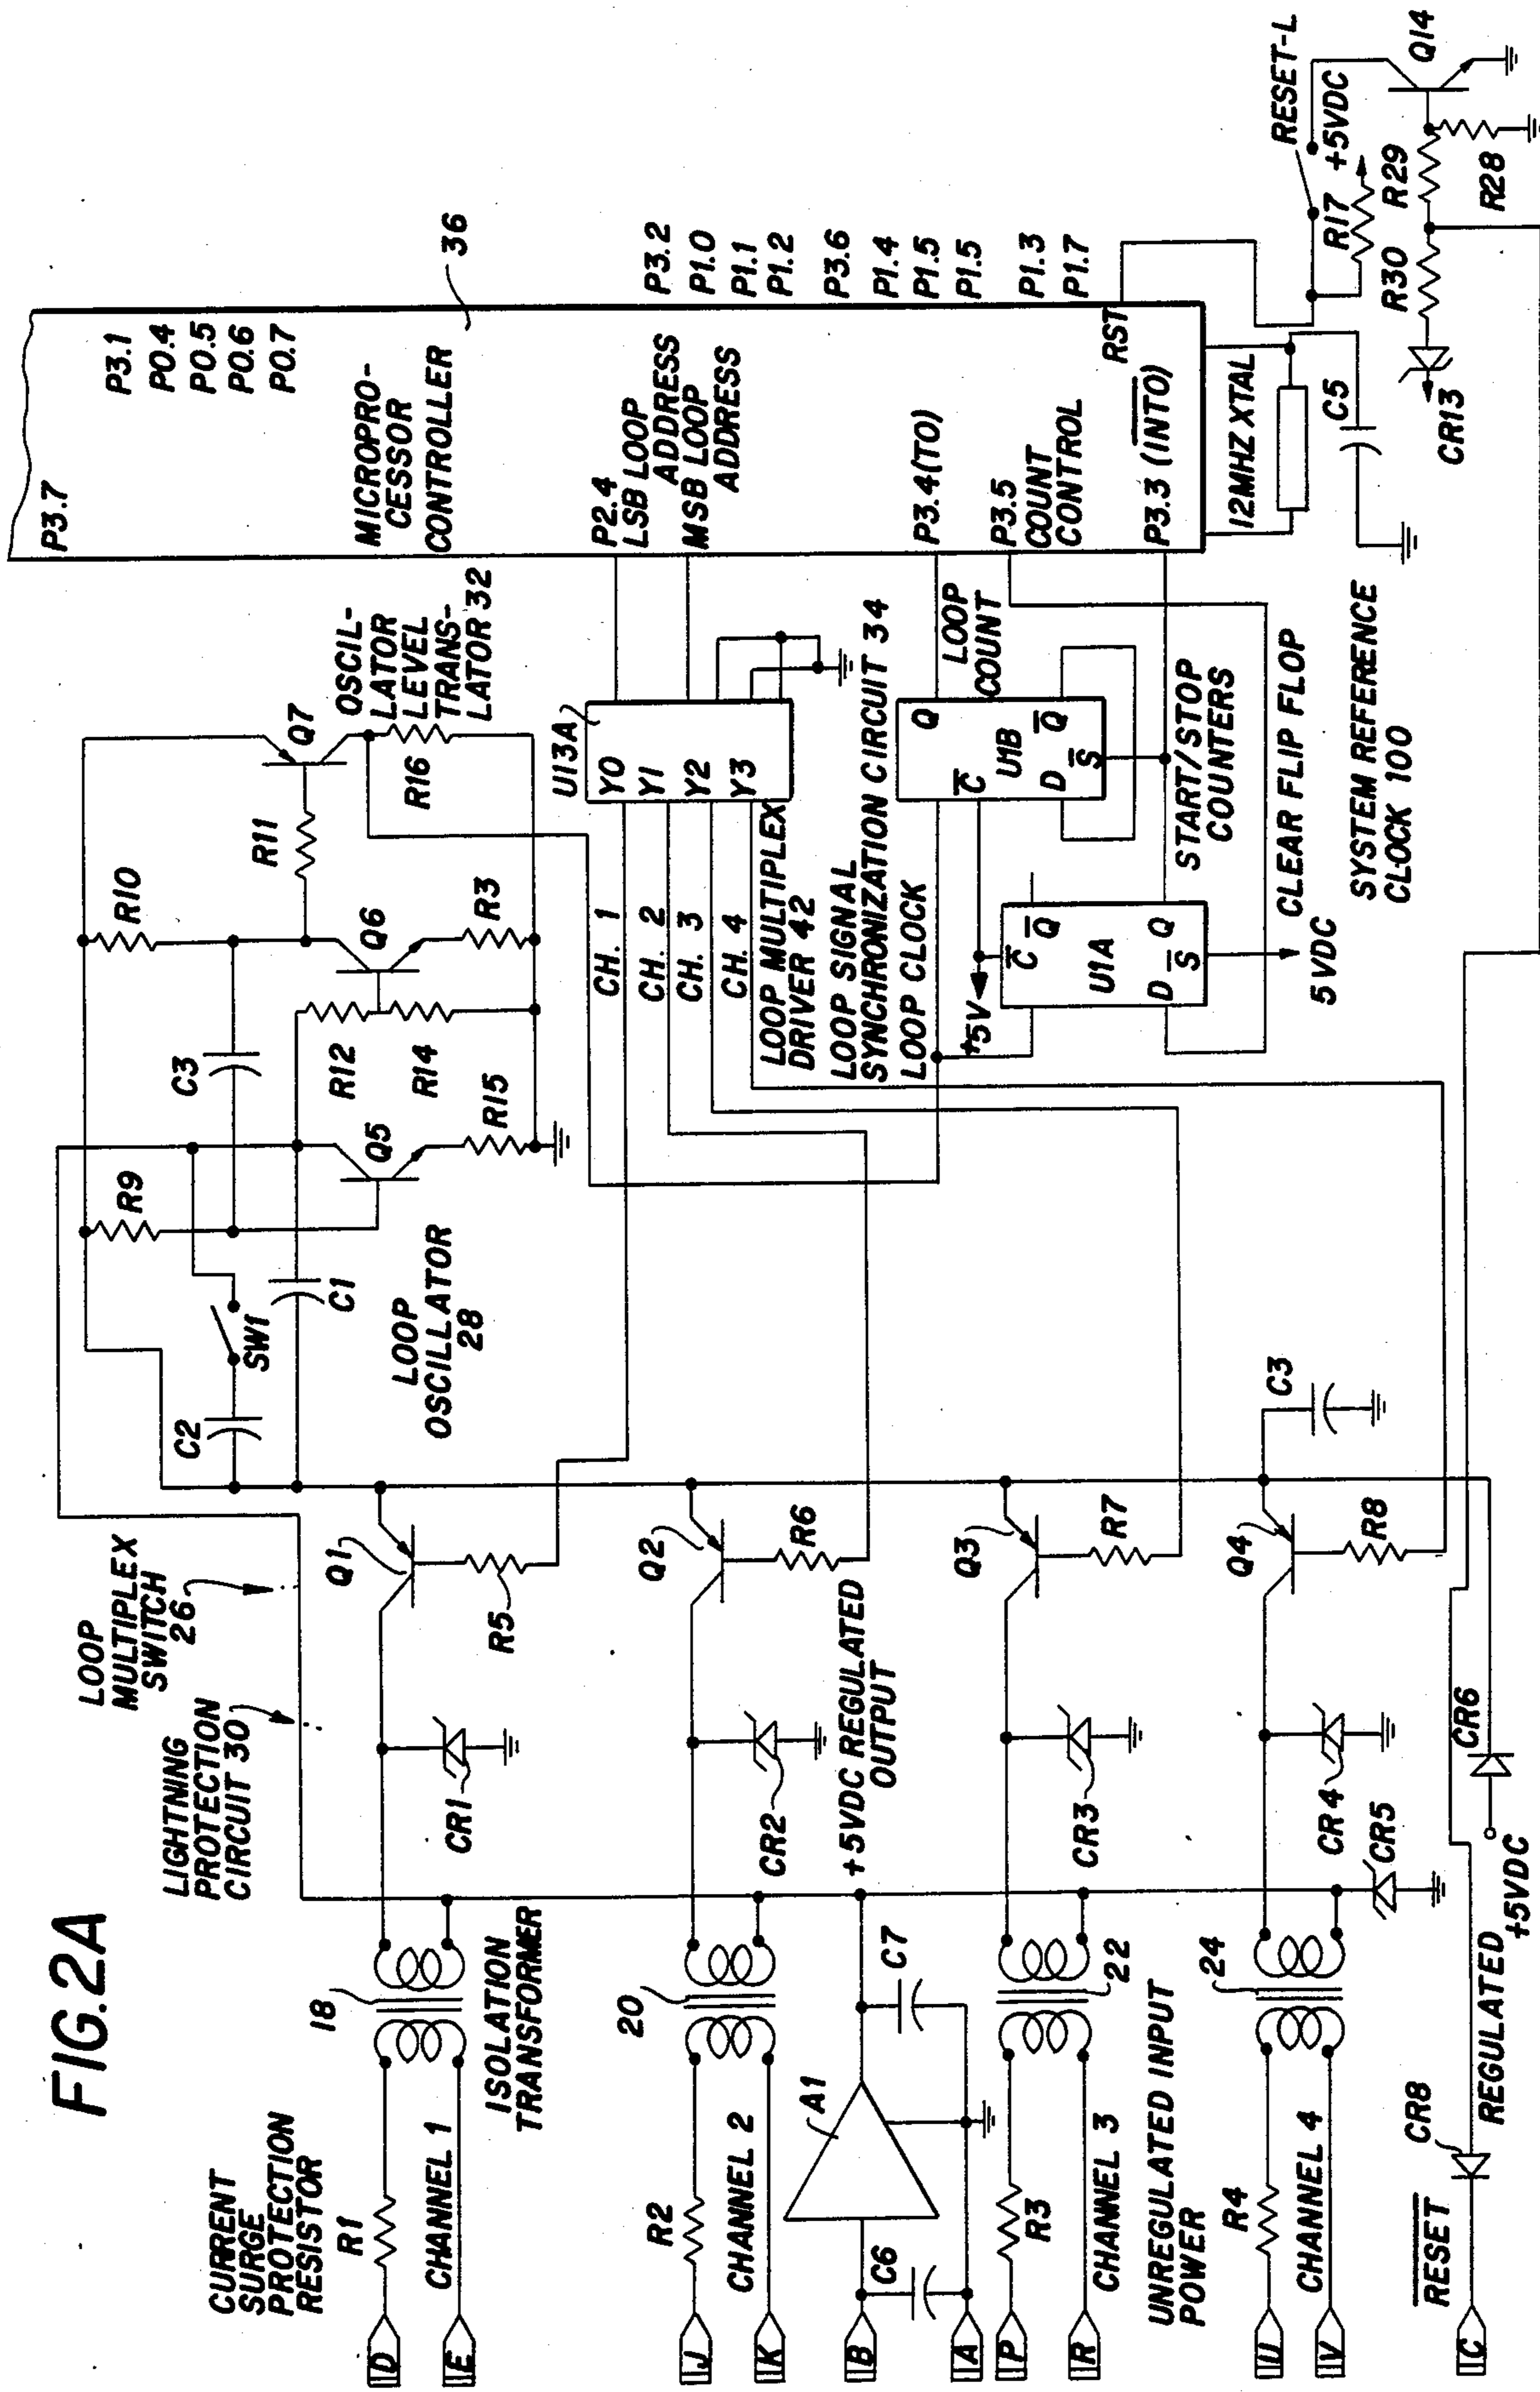 FIG.2A
CURRENT
SURGE
PROTECTION
RESISTOR
R1
D
E
CHANNEL 1
18
ISOLATION
TRANSFORMER
LIGHTNING
PROTECTION
CIRCUIT 30
LOOP
MULTIPLEX
SWITCH
26
CR1
Q1
R5
J
K
R2
CHANNEL 2
20
CR2
Q2
R6
B
A
C6
A1
C7
+5VDC REGULATED
OUTPUT
P
R
R3
CHANNEL 3
22
CR3
Q3
R7
UNREGULATED INPUT
POWER
U
V
R4
CHANNEL 4
24
CR4
CR5
Q4
R8
C3
RESET
C
CR8
REGULATED
+5VDC
CR6
C2
SW1
C1
LOOP
OSCILLATOR
28
R9
C3
Q5
R15
R12
R14
R10
Q6
R3
R11
Q7
R16
OSCIL-
LATOR
LEVEL
TRANS-
LATOR 32
CH. 1
CH. 2
CH. 3
CH. 4
U13A
Y0
Y1
Y2
Y3
LOOP MULTIPLEX
DRIVER 42
LOOP SIGNAL
SYNCHRONIZATION CIRCUIT 34
LOOP CLOCK
+5V
C
Q
U1A
D
S
Q
5VDC
Q
C
U1B
D
Q
S
LOOP
COUNT
START/STOP
COUNTERS
CLEAR FLIP FLOP
SYSTEM REFERENCE
CLOCK 100
P3.7
P3.1
P0.4
P0.5
P0.6
P0.7
MICROPRO-
CESSOR
CONTROLLER
36
P2.4
LSB LOOP
ADDRESS
MSB LOOP
ADDRESS
P3.4(TO)
P3.5
COUNT
CONTROL
P3.3 (INTO)
RST
P3.2
P1.0
P1.1
P1.2
P3.6
P1.4
P1.5
P1.5
P1.3
P1.7
12MHZ XTAL
C5
RESET-L
R17
+5VDC
R30
R29
R28
CR13
Q14